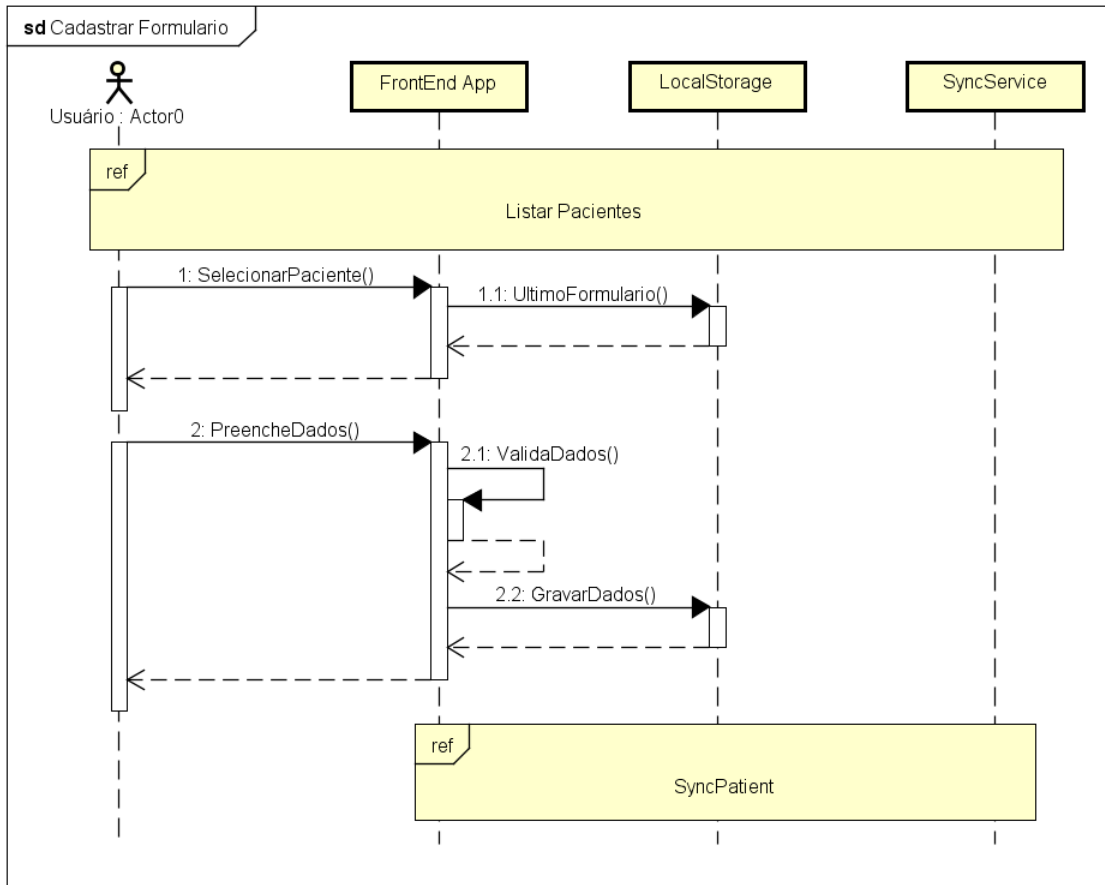 sd Cadastrar Formulario
Usuário : Actor0
FrontEnd App
LocalStorage
SyncService
ref
Listar Pacientes
1: SelecionarPaciente()
1.1: UltimoFormulario()
2: PreencheDados()
2.1: ValidaDados()
2.2: GravarDados()
ref
SyncPatient